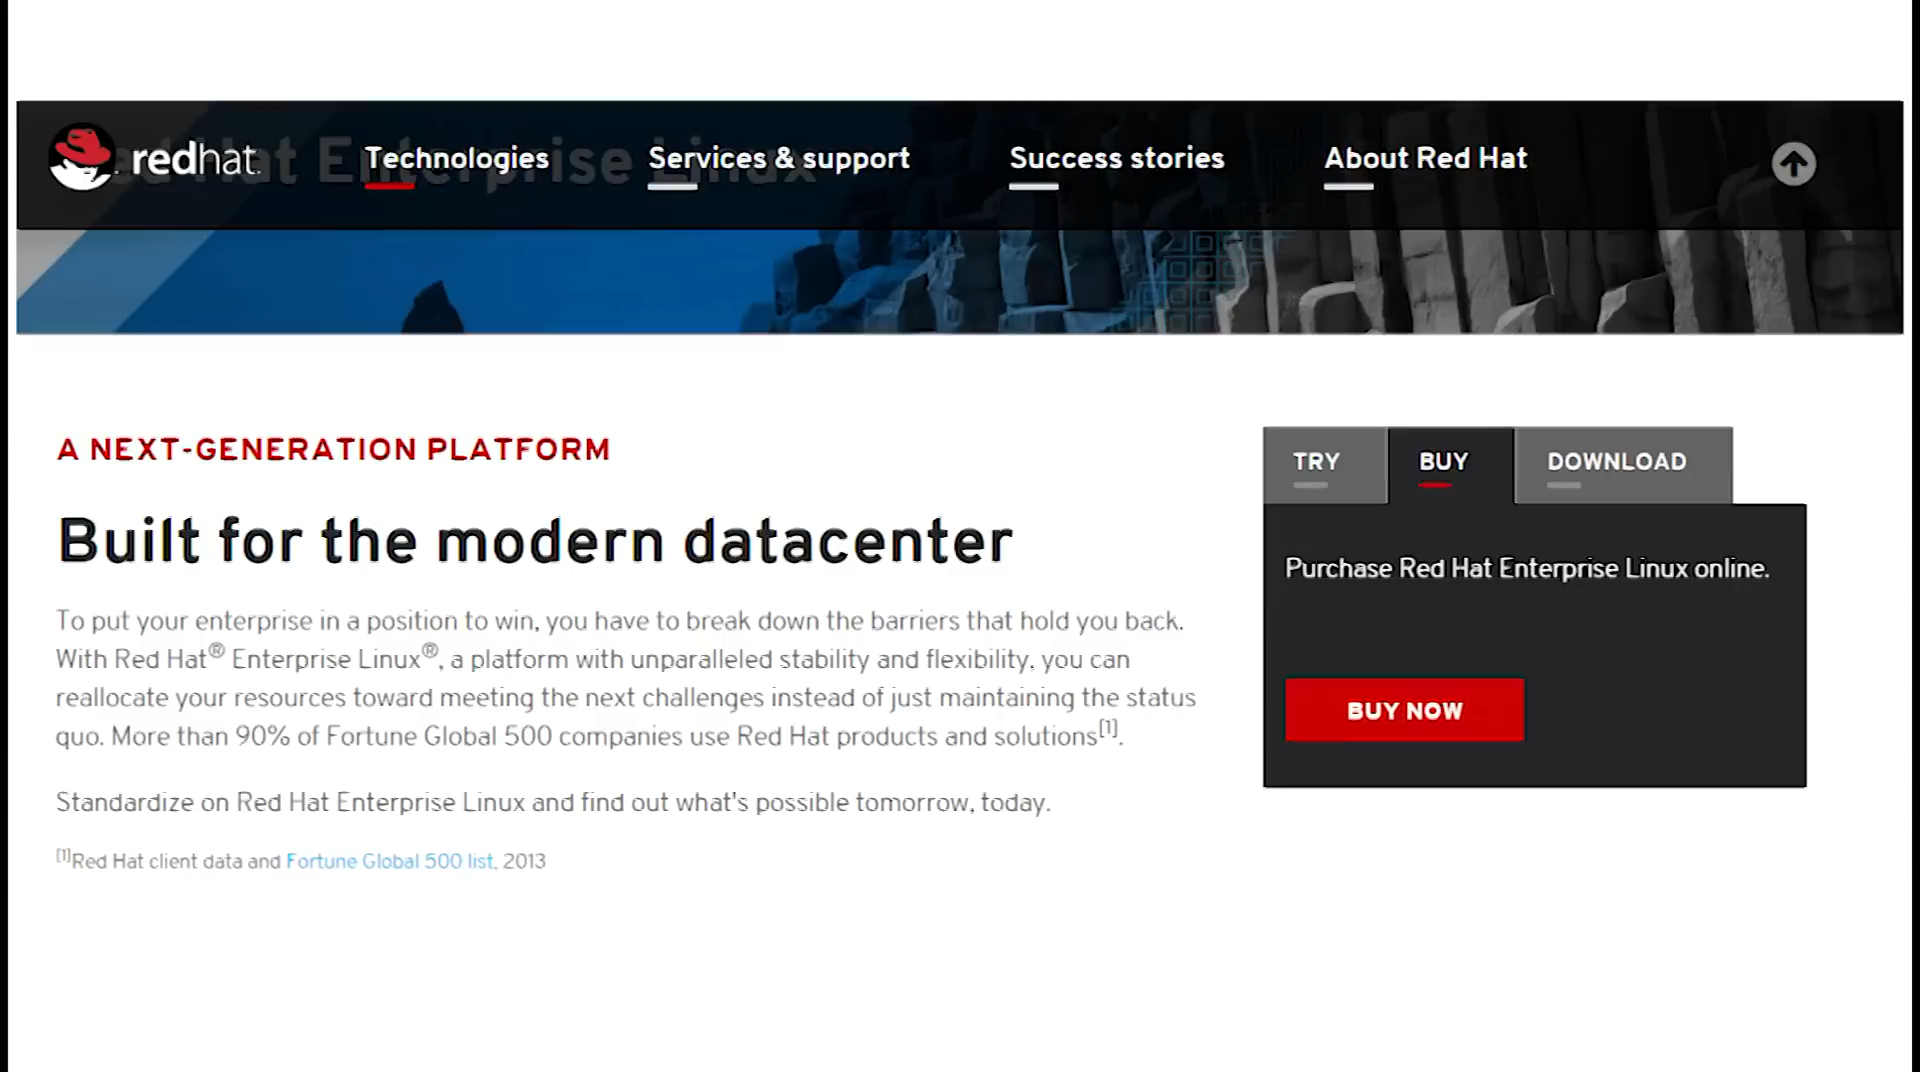 redhat.
Red Hat Enterprise Linux
Technologies
Services & support
Success stories
About Red Hat
A NEXT-GENERATION PLATFORM
Built for the modern datacenter
To put your enterprise in a position to win, you have to break down the barriers that hold you back.
With Red Hat® Enterprise Linux®, a platform with unparalleled stability and flexibility, you can
reallocate your resources toward meeting the next challenges instead of just maintaining the status
quo. More than 90% of Fortune Global 500 companies use Red Hat products and solutions[1].
Standardize on Red Hat Enterprise Linux and find out what's possible tomorrow, today.
[1]Red Hat client data and Fortune Global 500 list, 2013
TRY
BUY
DOWNLOAD
Purchase Red Hat Enterprise Linux online.
BUY NOW